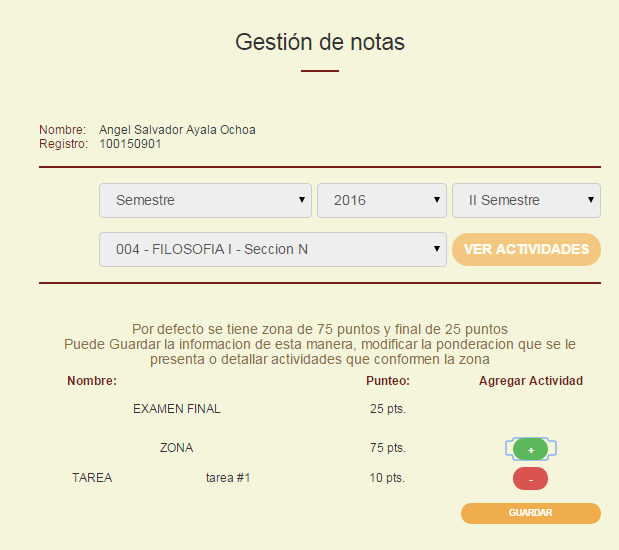 Gestión de notas
Nombre: Angel Salvador Ayala Ochoa
Registro: 100150901
Semestre 2016 II Semestre
004 - FILOSOFIA I - Seccion N VER ACTIVIDADES
Por defecto se tiene zona de 75 puntos y final de 25 puntos
Puede Guardar la informacion de esta manera, modificar la ponderacion que se le
presenta o detallar actividades que conformen la zona
Nombre: Punteo: Agregar Actividad
EXAMEN FINAL 25 pts.
ZONA 75 pts. +
TAREA tarea #1 10 pts. -
GUARDAR